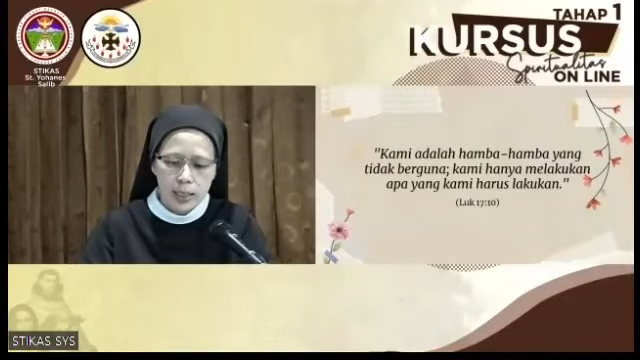 STIKAS
St. Yohanes
Salib
TAHAP 1
KURSUS
Spiritualitas
ON LINE
"Kami adalah hamba-hamba yang
tidak berguna; kami hanya melakukan
apa yang kami harus lakukan."
(Luk 17:10)
STIKAS SYS